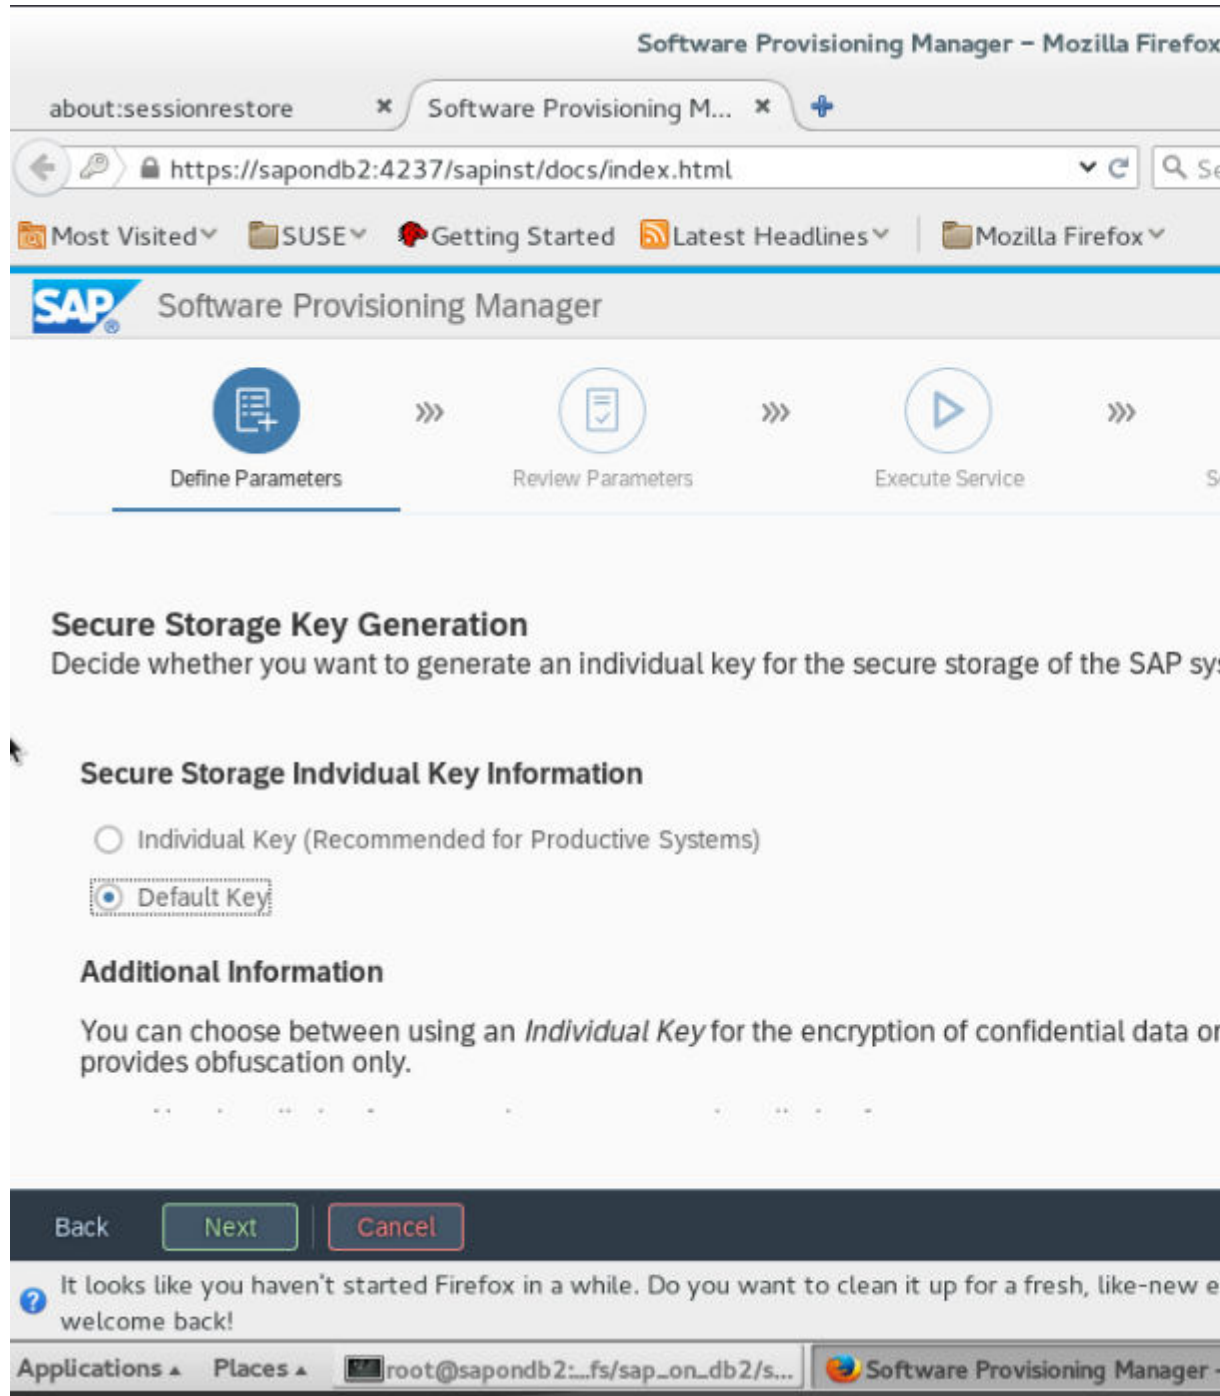 Software Provisioning Manager – Mozilla Firefox
about:sessionrestore
Software Provisioning M...
https://sapondb2:4237/sapinst/docs/index.html
Most Visited
SUSE
Getting Started
Latest Headlines
Mozilla Firefox
SAP
Software Provisioning Manager
Define Parameters
Review Parameters
Execute Service
Secure Storage Key Generation
Decide whether you want to generate an individual key for the secure storage of the SAP
Secure Storage Indvidual Key Information
Individual Key (Recommended for Productive Systems)
Default Key
Additional Information
You can choose between using an Individual Key for the encryption of confidential data or
provides obfuscation only.
Back
Next
Cancel
It looks like you haven't started Firefox in a while. Do you want to clean it up for a fresh, like-new
welcome back!
Applications
Places
root@sapondb2:...fs/sap_on_db2/s...
Software Provisioning Manager -